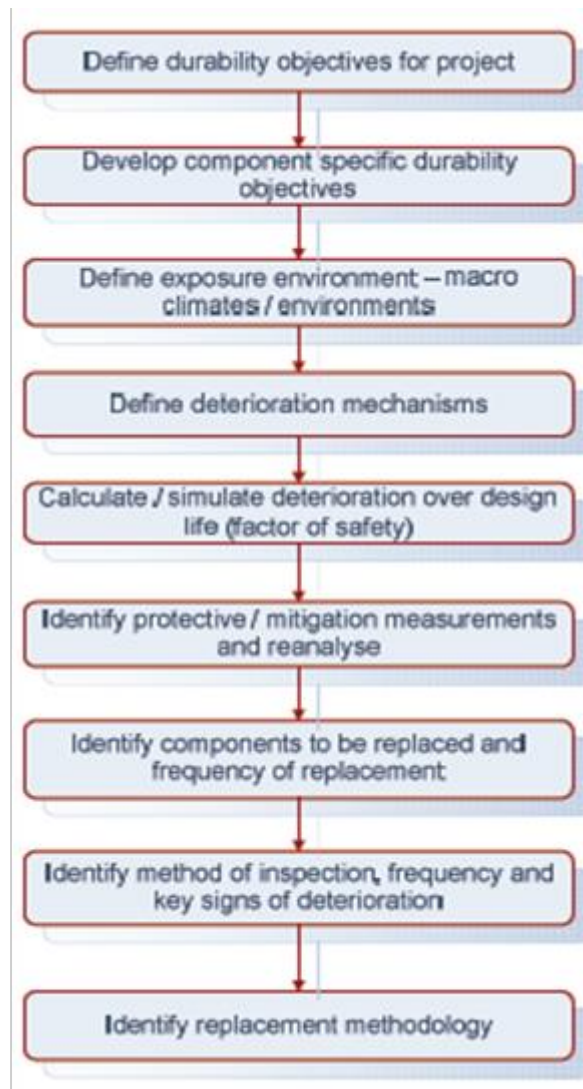 Define durability objectives for project
Develop component specific durability
objectives
Define exposure environment – macro
climates / environments
Define deterioration mechanisms
Calculate / simulate deterioration over design
life (factor of safety)
Identify protective / mitigation measurements
and reanalyse
Identify components to be replaced and
frequency of replacement
Identify method of inspection, frequency and
key signs of deterioration
Identify replacement methodology